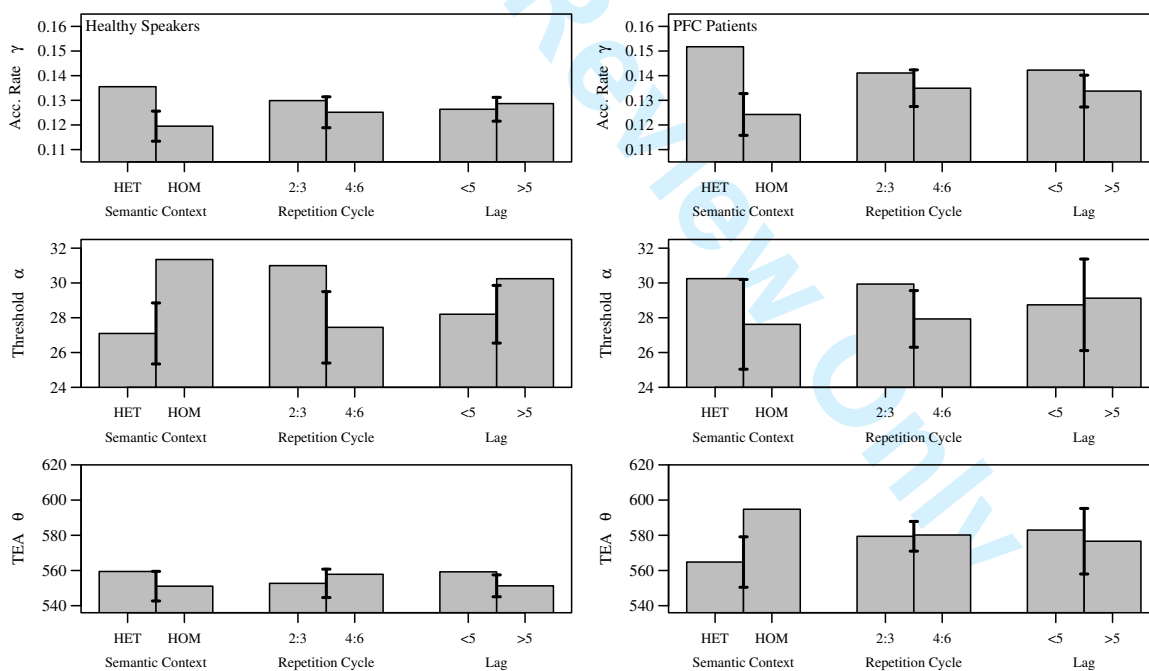 Healthy Speakers
Acc. Rate γ
0.16
0.15
0.14
0.13
0.12
0.11
HET HOM 2:3 4:6 <5 >5
Semantic Context Repetition Cycle Lag
PFC Patients
Acc. Rate γ
0.16
0.15
0.14
0.13
0.12
0.11
HET HOM 2:3 4:6 <5 >5
Semantic Context Repetition Cycle Lag
Threshold α
32
30
28
26
24
HET HOM 2:3 4:6 <5 >5
Semantic Context Repetition Cycle Lag
Threshold α
32
30
28
26
24
HET HOM 2:3 4:6 <5 >5
Semantic Context Repetition Cycle Lag
TEA θ
620
600
580
560
540
HET HOM 2:3 4:6 <5 >5
Semantic Context Repetition Cycle Lag
TEA θ
620
600
580
560
540
HET HOM 2:3 4:6 <5 >5
Semantic Context Repetition Cycle Lag
Review Only